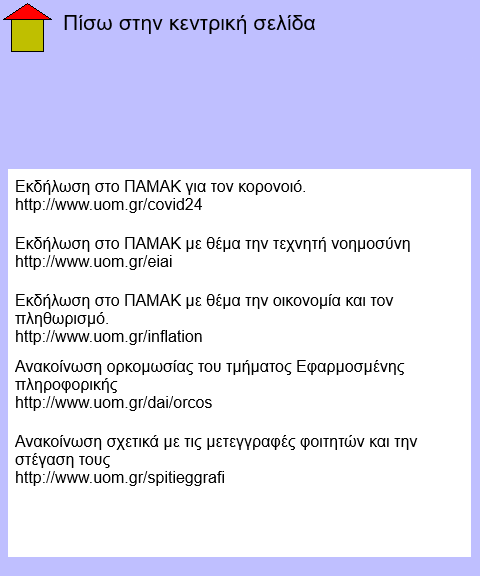 Πίσω στην κεντρική σελίδα
Εκδήλωση στο ΠΑΜΑΚ για τον κορονοιό.
http://www.uom.gr/covid24
Εκδήλωση στο ΠΑΜΑΚ με θέμα την τεχνητή νοημοσύνη
http://www.uom.gr/eiai
Εκδήλωση στο ΠΑΜΑΚ με θέμα την οικονομία και τον
πληθωρισμό.
http://www.uom.gr/inflation
Ανακοίνωση ορκομωσίας του τμήματος Εφαρμοσμένης
πληροφορικής
http://www.uom.gr/dai/orcos
Ανακοίνωση σχετικά με τις μετεγγραφές φοιτητών και την
στέγαση τους
http://www.uom.gr/spitieggrafi